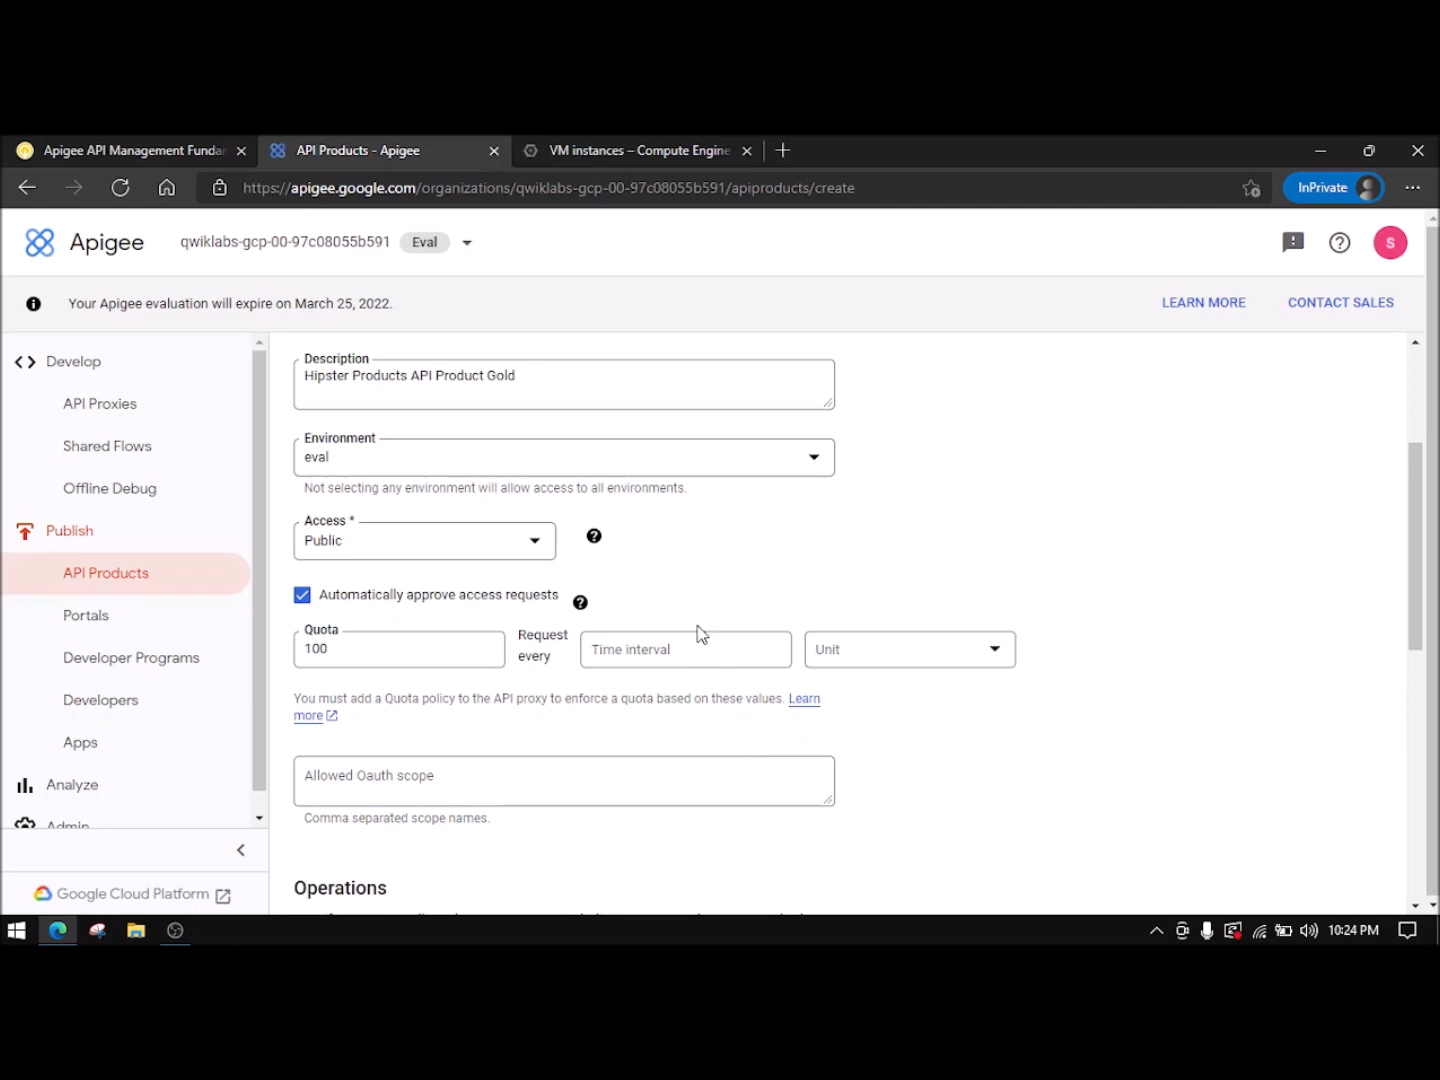 Apigee API Management Funda
API Products - Apigee
VM instances – Compute Engine
https://apigee.google.com/organizations/qwiklabs-gcp-00-97c08055b591/apiproducts/create
InPrivate
Apigee
qwiklabs-gcp-00-97c08055b591
Eval
S
Your Apigee evaluation will expire on March 25, 2022.
LEARN MORE
CONTACT SALES
Develop
API Proxies
Shared Flows
Offline Debug
Publish
API Products
Portals
Developer Programs
Developers
Apps
Analyze
Admin
Google Cloud Platform
Description
Hipster Products API Product Gold
Environment
eval
Not selecting any environment will allow access to all environments.
Access *
Public
Automatically approve access requests
Quota
100
Request
every
Time interval
Unit
You must add a Quota policy to the API proxy to enforce a quota based on these values. Learn
more
Allowed Oauth scope
Comma separated scope names.
Operations
10:24 PM